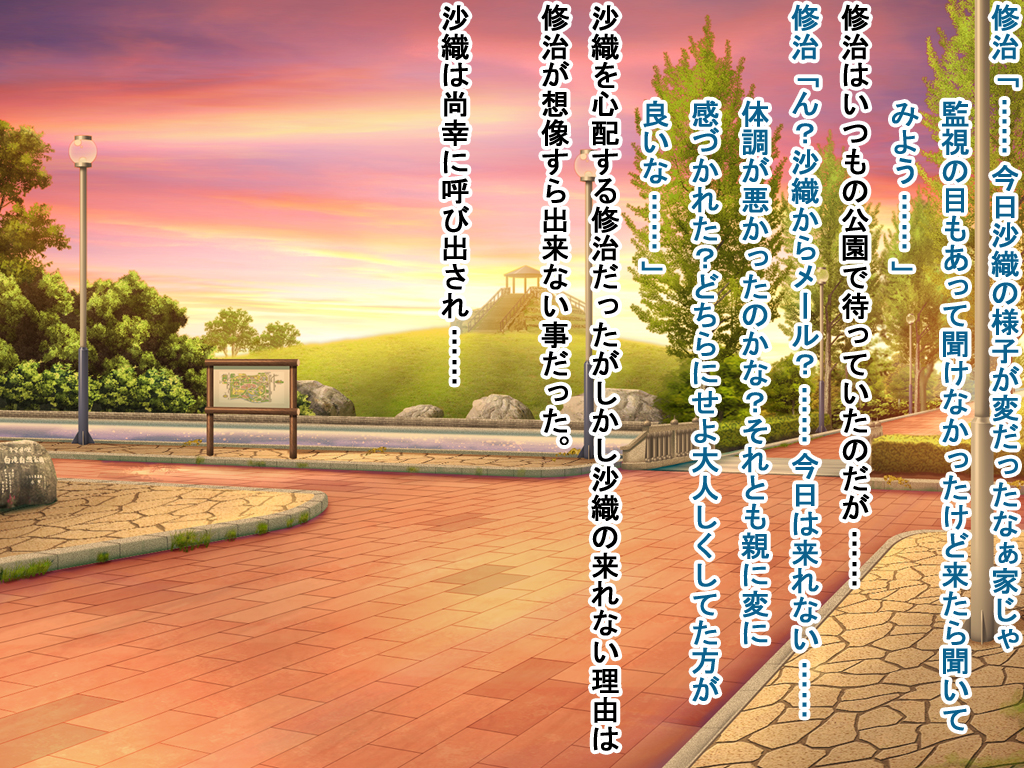 修治「……今日沙織の様子が変だったなぁ家じゃ
監視の目もあって聞けなかったけど来たら聞いて
みよう……」
修治はいつもの公園で待っていたのだが……
修治「ん？沙織からメール？……今日は来れない……
体調が悪かったのかな？それとも親に変に
感づかれた？どちらにせよ大人しくしてた方が
良いな……」
沙織を心配する修治だったがしかし沙織の来れない理由は
修治が想像すら出来ない事だった。
沙織は尚幸に呼び出され……